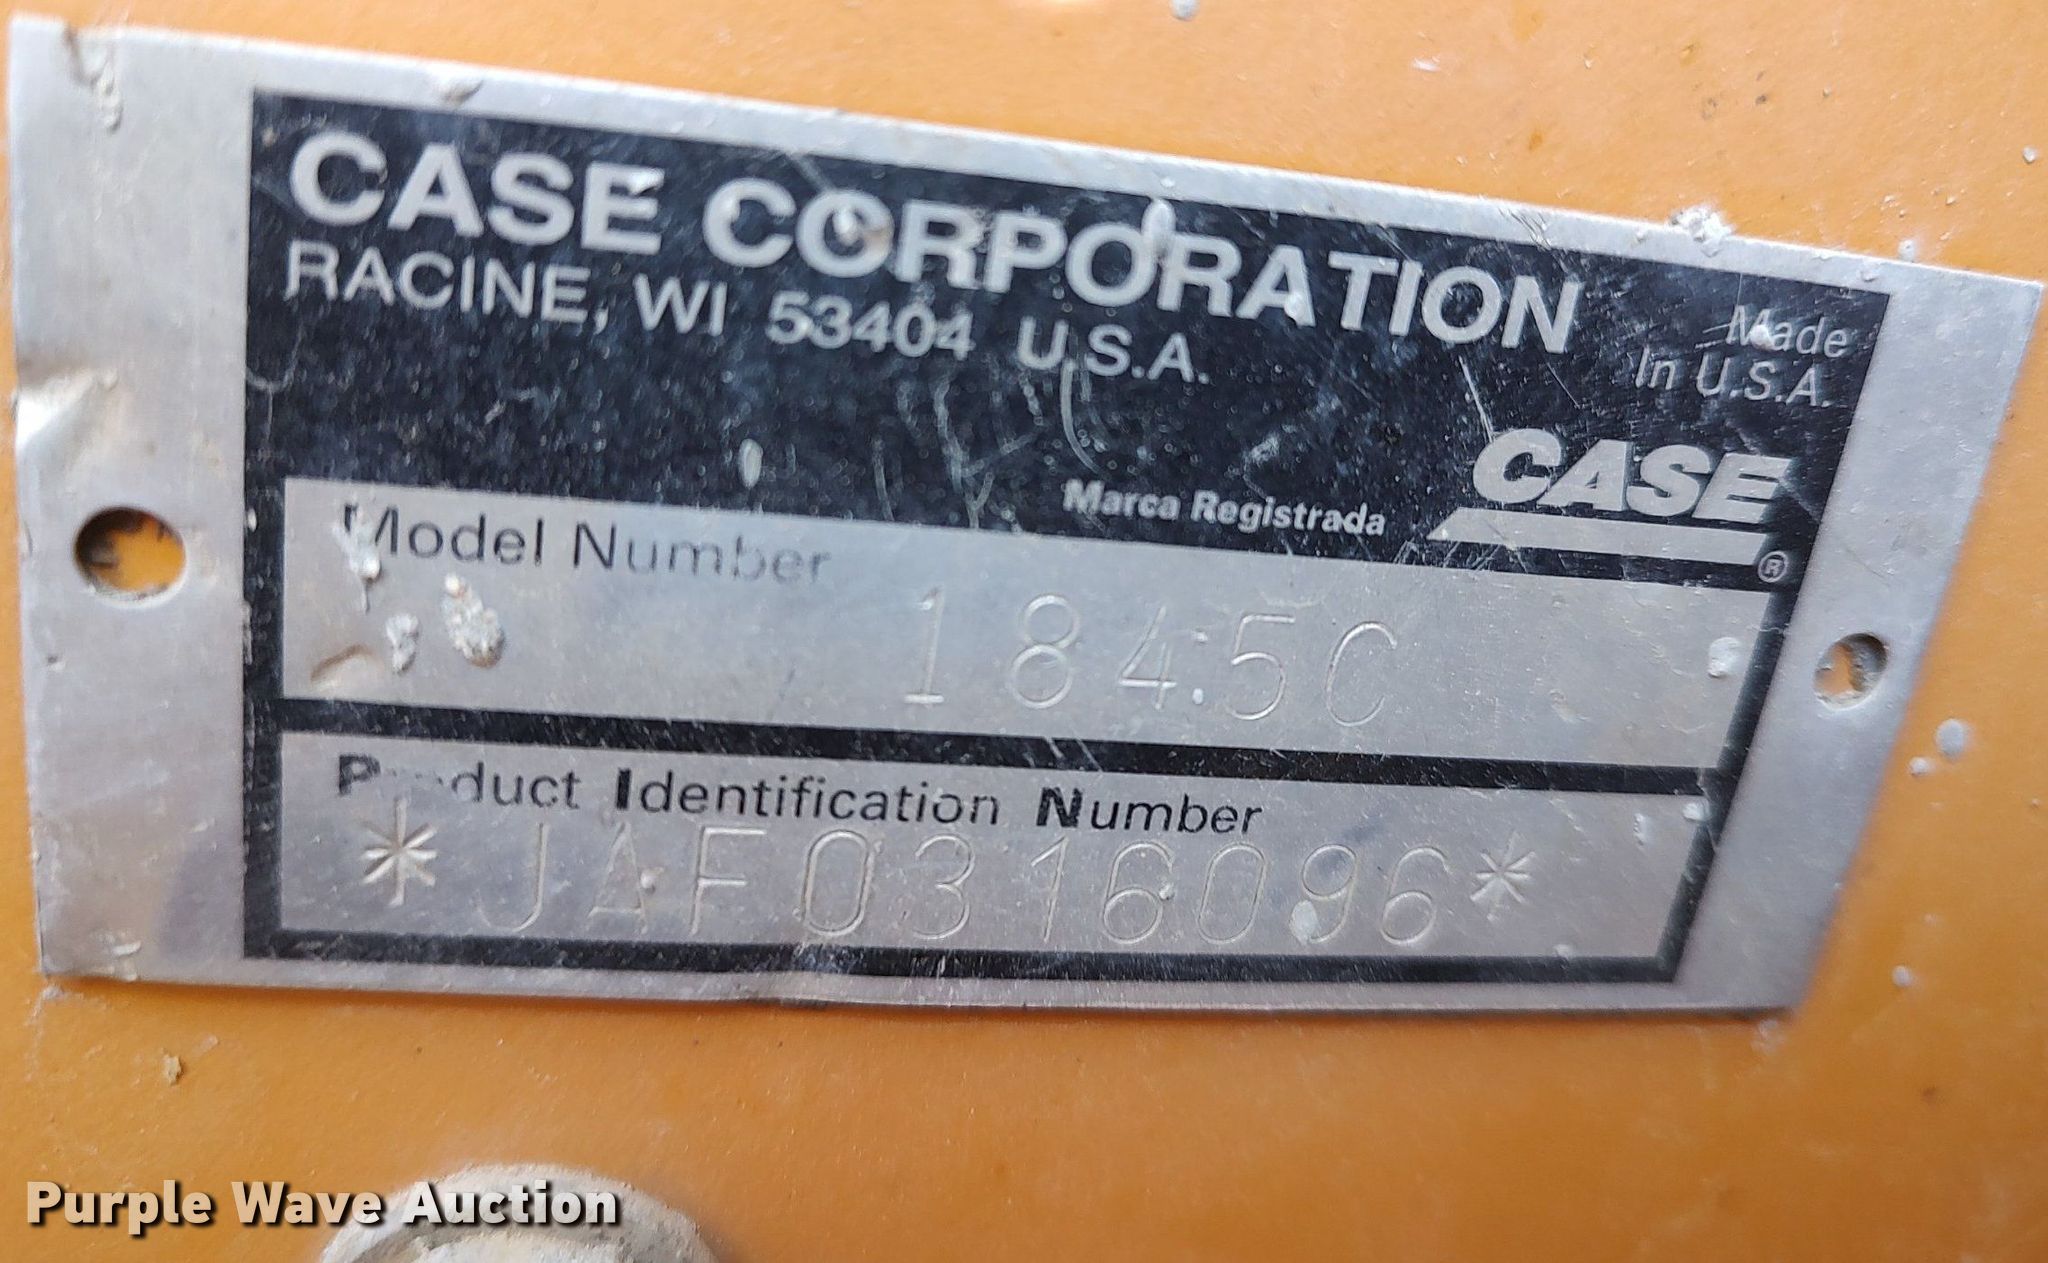 CASE CORPORATION
RACINE, WI 53404 U.S.A.
Made
In U.S.A.
CASE
Marca Registrada
®
Model Number
1845C
Product Identification Number
*JAF0316096*
Purple Wave Auction